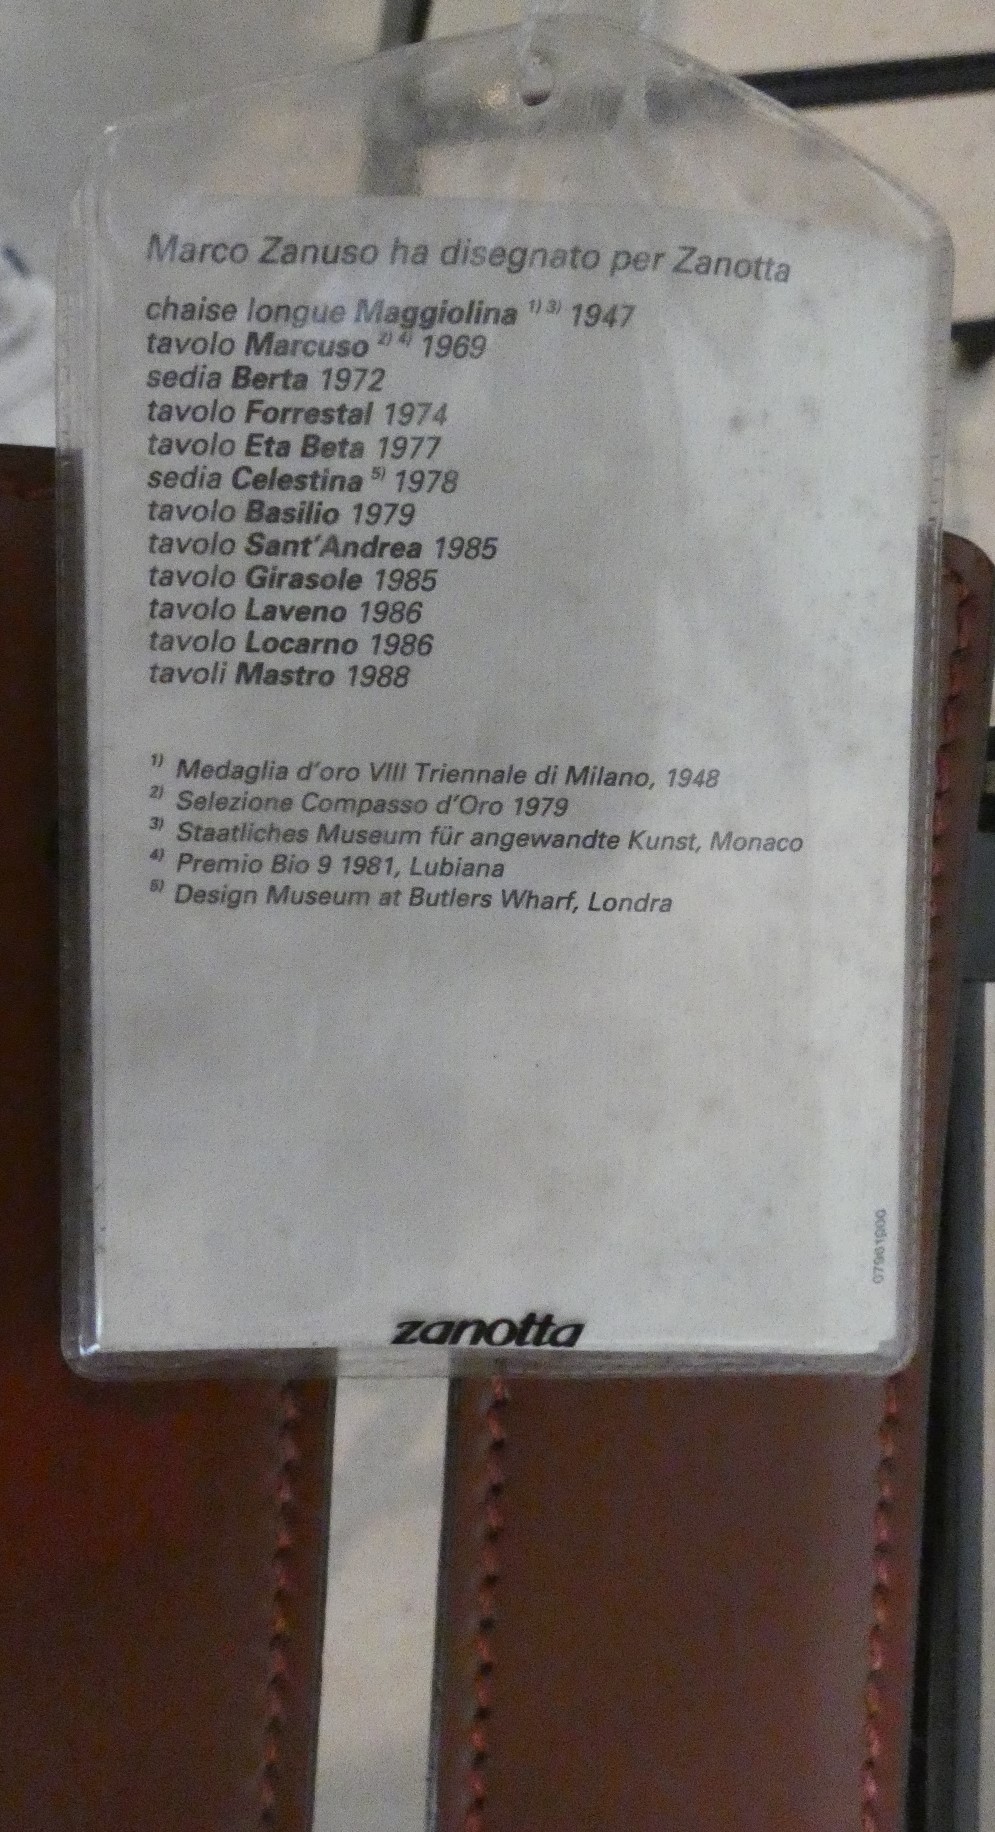 Marco Zanuso ha disegnato per Zanotta
chaise longue Maggiolina 1) 3) 1947
tavolo Marcuso 2) 4) 1969
sedia Berta 1972
tavolo Forrestal 1974
tavolo Eta Beta 1977
sedia Celestina 5) 1978
tavolo Basilio 1979
tavolo Sant'Andrea 1985
tavolo Girasole 1985
tavolo Laveno 1986
tavolo Locarno 1986
tavoli Mastro 1988
1) Medaglia d'oro VIII Triennale di Milano, 1948
2) Selezione Compasso d'Oro 1979
3) Staatliches Museum für angewandte Kunst, Monaco
4) Premio Bio 9 1981, Lubiana
5) Design Museum at Butlers Wharf, Londra
zanotta